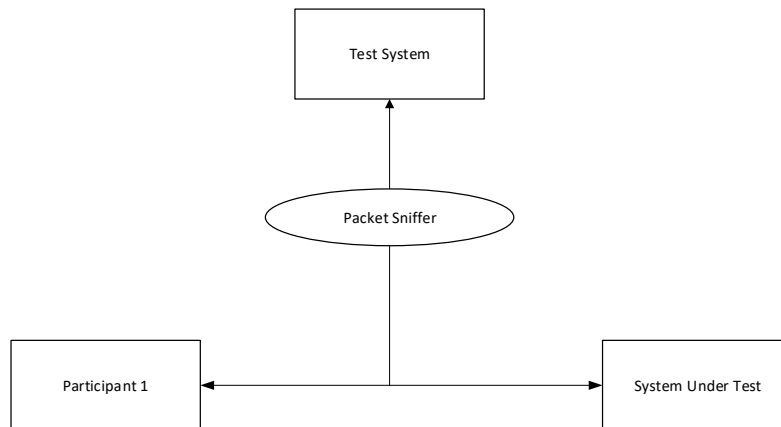 Test System
Packet Sniffer
Participant 1
System Under Test